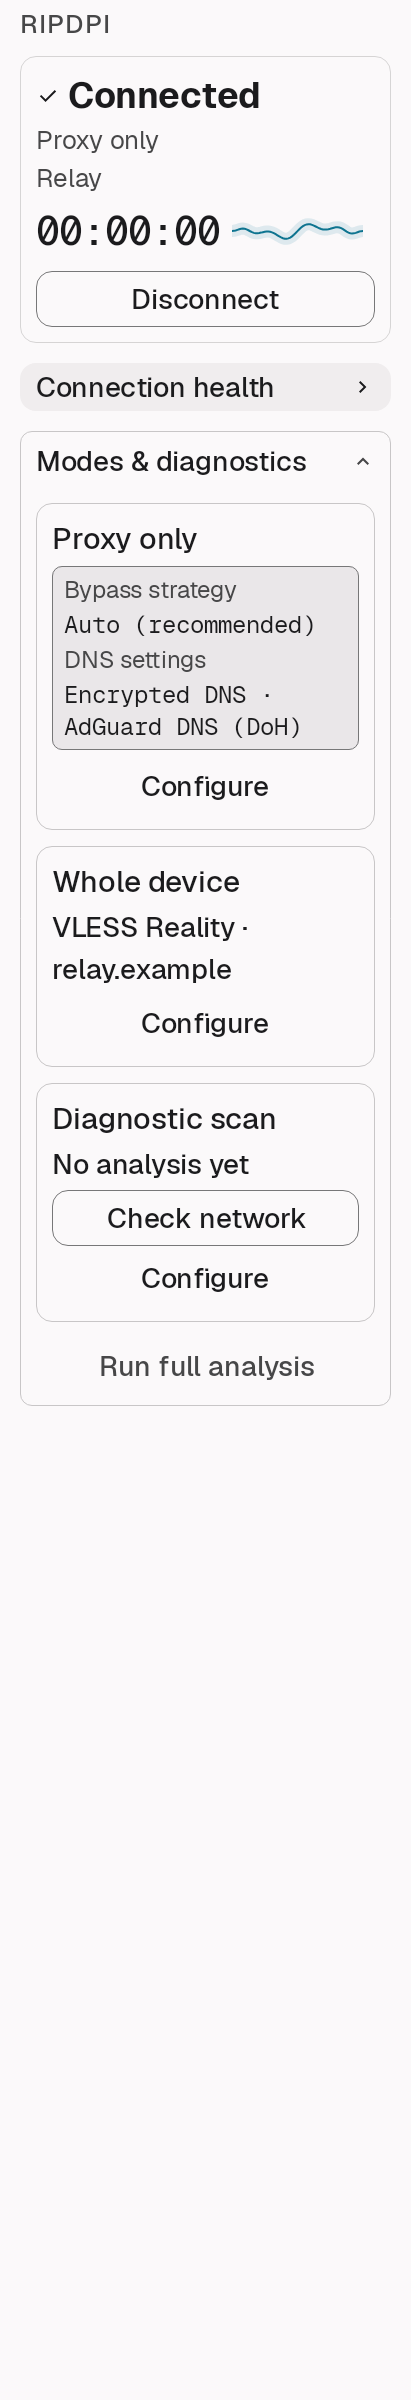 RIPDPI
Connected
Proxy only
Relay
00:00:00
Disconnect
Connection health
Modes & diagnostics
Proxy only
Bypass strategy
Auto (recommended)
DNS settings
Encrypted DNS ·
AdGuard DNS (DoH)
Configure
Whole device
VLESS Reality ·
relay.example
Configure
Diagnostic scan
No analysis yet
Check network
Configure
Run full analysis